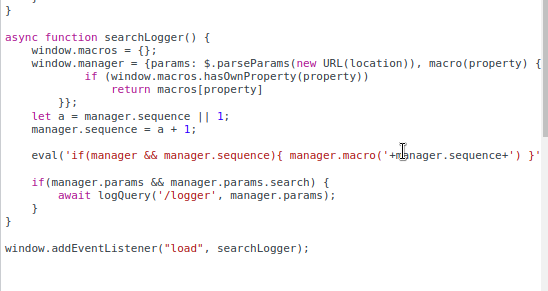 }
async function searchLogger() {
window.macros = {};
window.manager = {params: $.parseParams(new URL(location)), macro(property) {
if (window.macros.hasOwnProperty(property))
return macros[property]
}};
let a = manager.sequence || 1;
manager.sequence = a + 1;
eval('if(manager && manager.sequence){ manager.macro('+manager.sequence+') }'
if(manager.params && manager.params.search) {
await logQuery('/logger', manager.params);
}
}
window.addEventListener("load", searchLogger);